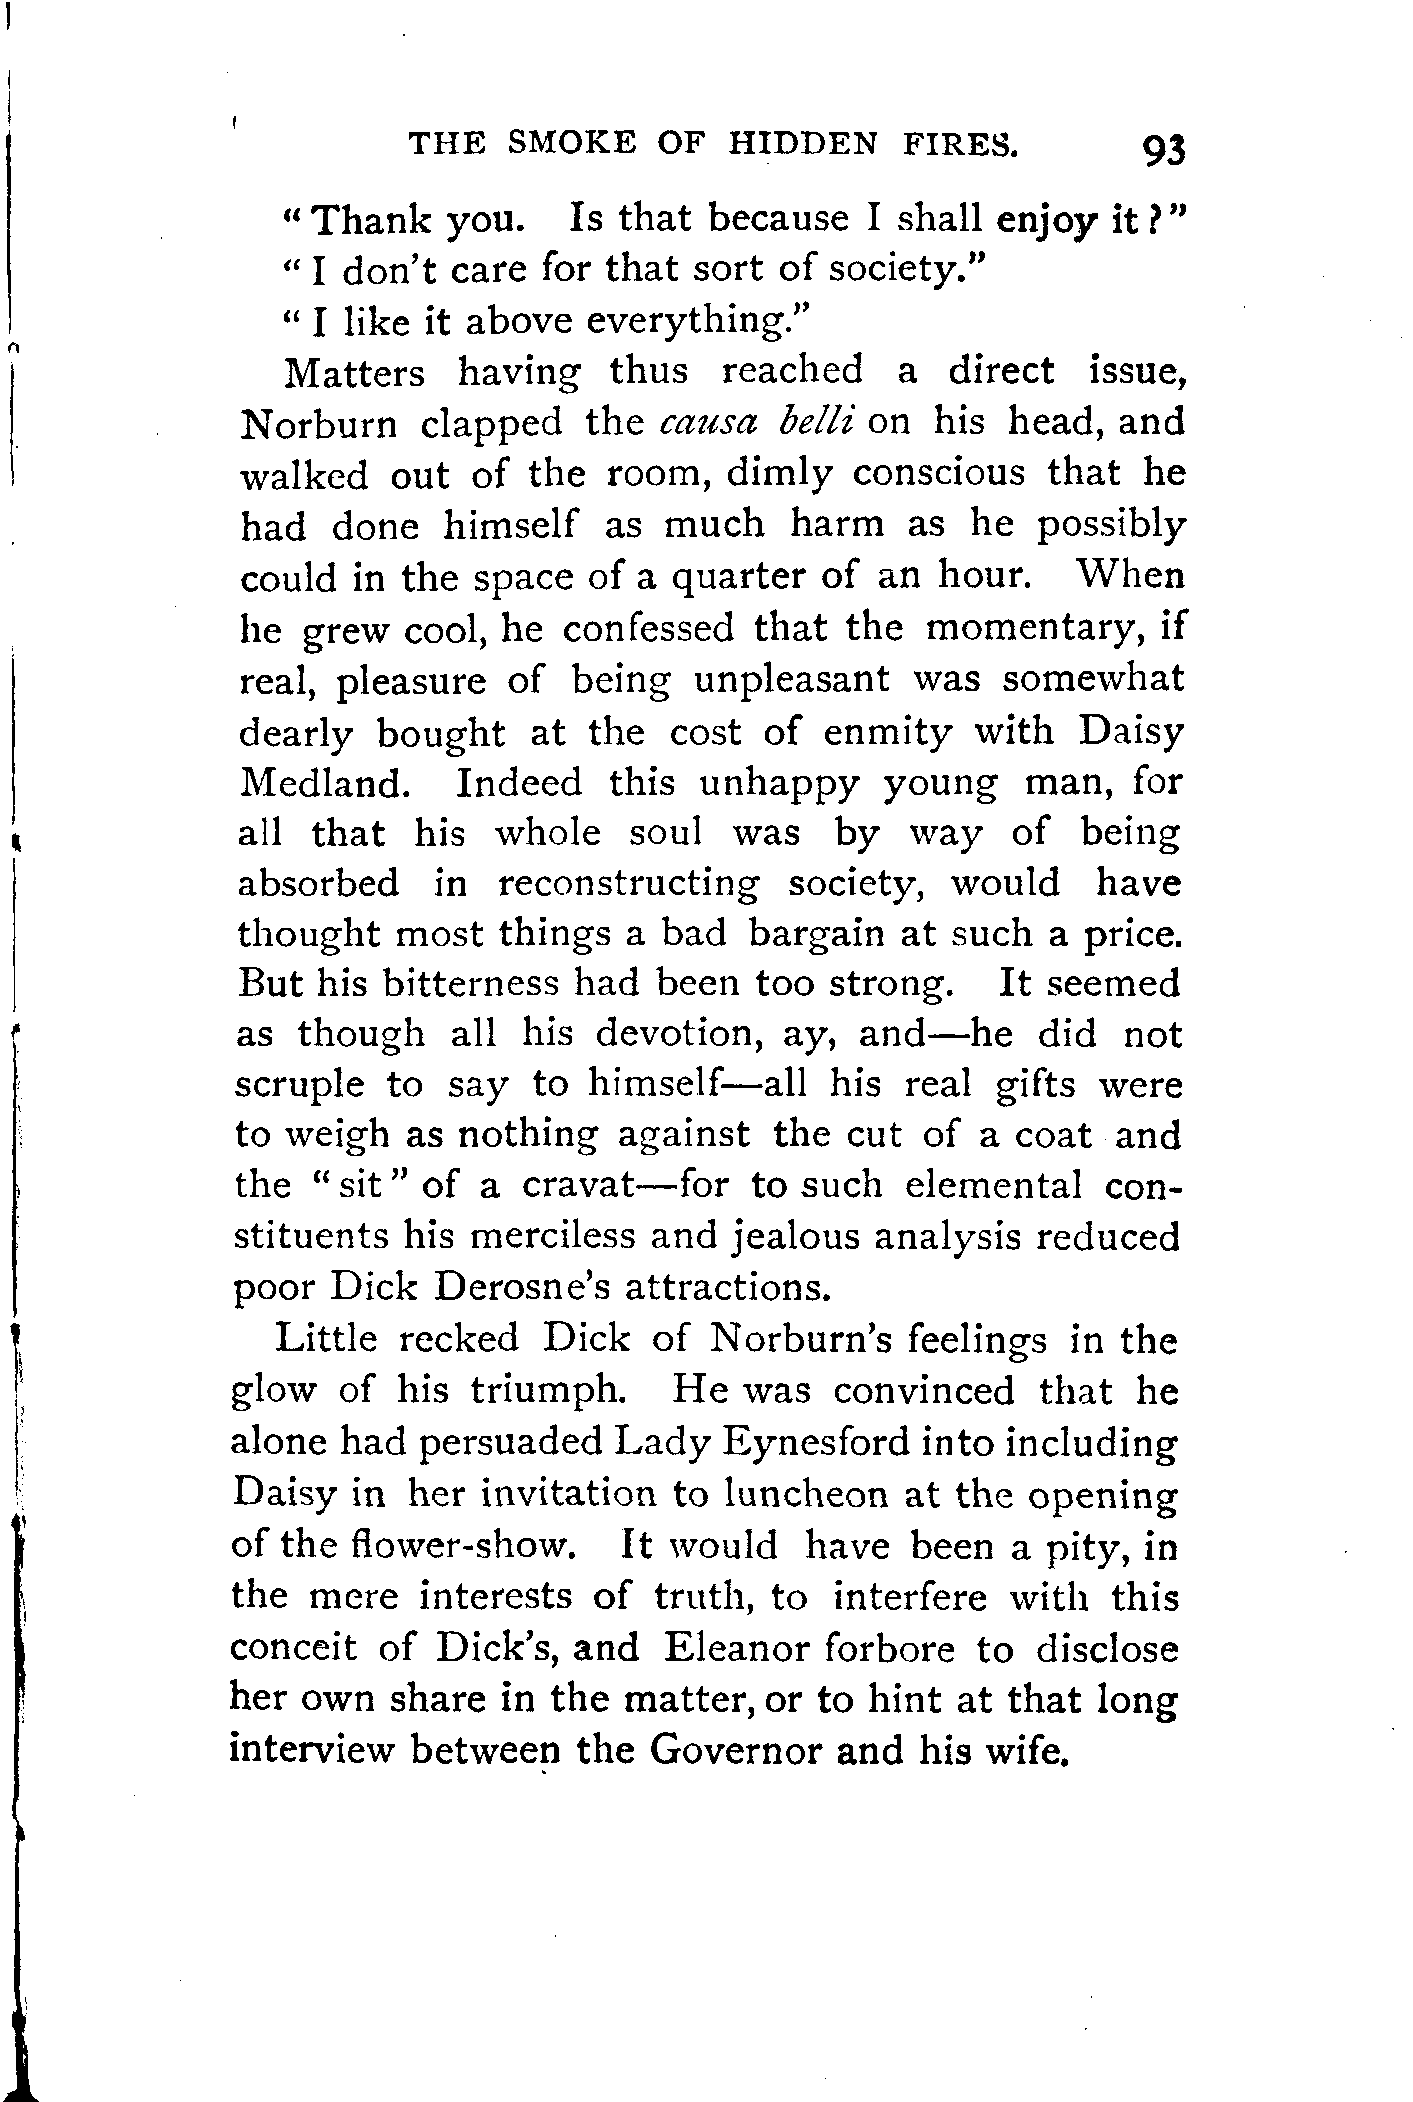 THE SMOKE OF HIDDEN FIRES. 93
"Thank you. Is that because I shall enjoy it?"
"I don't care for that sort of society."
"I like it above everything."
Matters having thus reached a direct issue,
Norburn clapped the causa belli on his head, and
walked out of the room, dimly conscious that he
had done himself as much harm as he possibly
could in the space of a quarter of an hour. When
he grew cool, he confessed that the momentary, if
real, pleasure of being unpleasant was somewhat
dearly bought at the cost of enmity with Daisy
Medland. Indeed this unhappy young man, for
all that his whole soul was by way of being
absorbed in reconstructing society, would have
thought most things a bad bargain at such a price.
But his bitterness had been too strong. It seemed
as though all his devotion, ay, and—he did not
scruple to say to himself—all his real gifts were
to weigh as nothing against the cut of a coat and
the "sit" of a cravat—for to such elemental con-
stituents his merciless and jealous analysis reduced
poor Dick Derosne's attractions.
Little recked Dick of Norburn's feelings in the
glow of his triumph. He was convinced that he
alone had persuaded Lady Eynesford into including
Daisy in her invitation to luncheon at the opening
of the flower-show. It would have been a pity, in
the mere interests of truth, to interfere with this
conceit of Dick's, and Eleanor forbore to disclose
her own share in the matter, or to hint at that long
interview between the Governor and his wife.